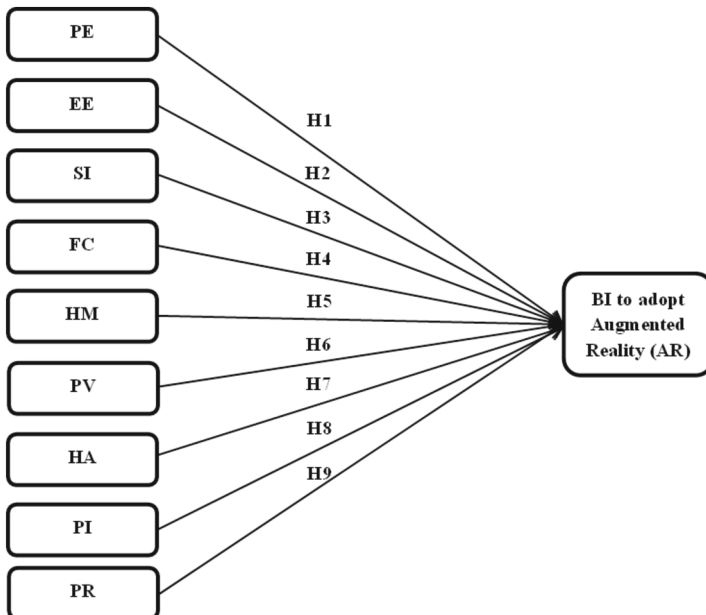 PE
EE
SI
FC
HM
PV
HA
PI
PR
H1
H2
H3
H4
H5
H6
H7
H8
H9
BI to adopt
Augmented
Reality (AR)